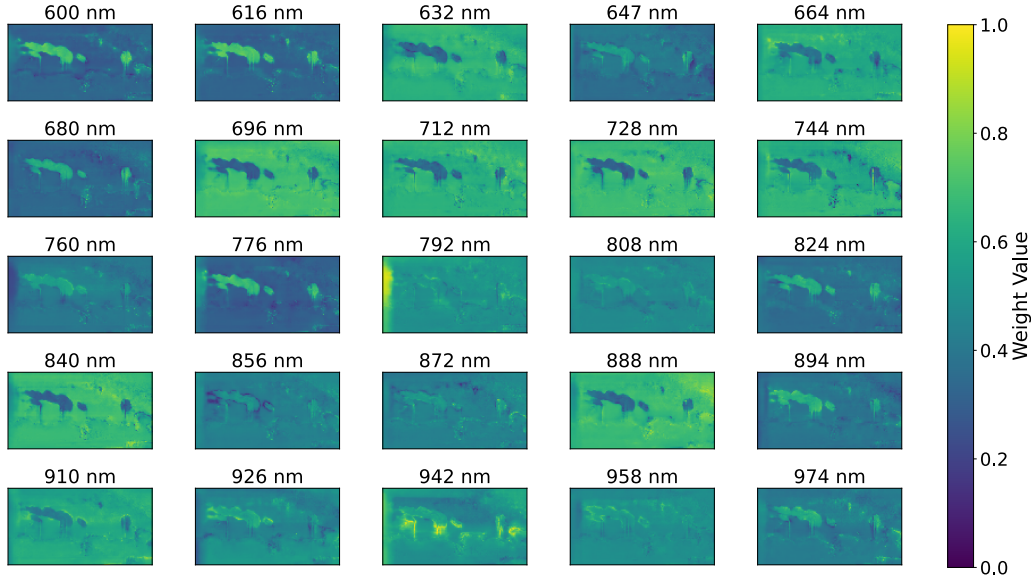 600 nm 616 nm 632 nm 647 nm 664 nm
680 nm 696 nm 712 nm 728 nm 744 nm
760 nm 776 nm 792 nm 808 nm 824 nm
840 nm 856 nm 872 nm 888 nm 894 nm
910 nm 926 nm 942 nm 958 nm 974 nm
1.0
0.8
0.6
0.4
0.2
0.0
Weight Value